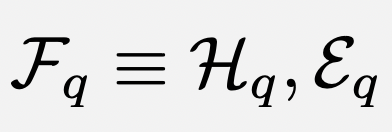 ℱ_q ≡ ℋ_q, ℰ_q